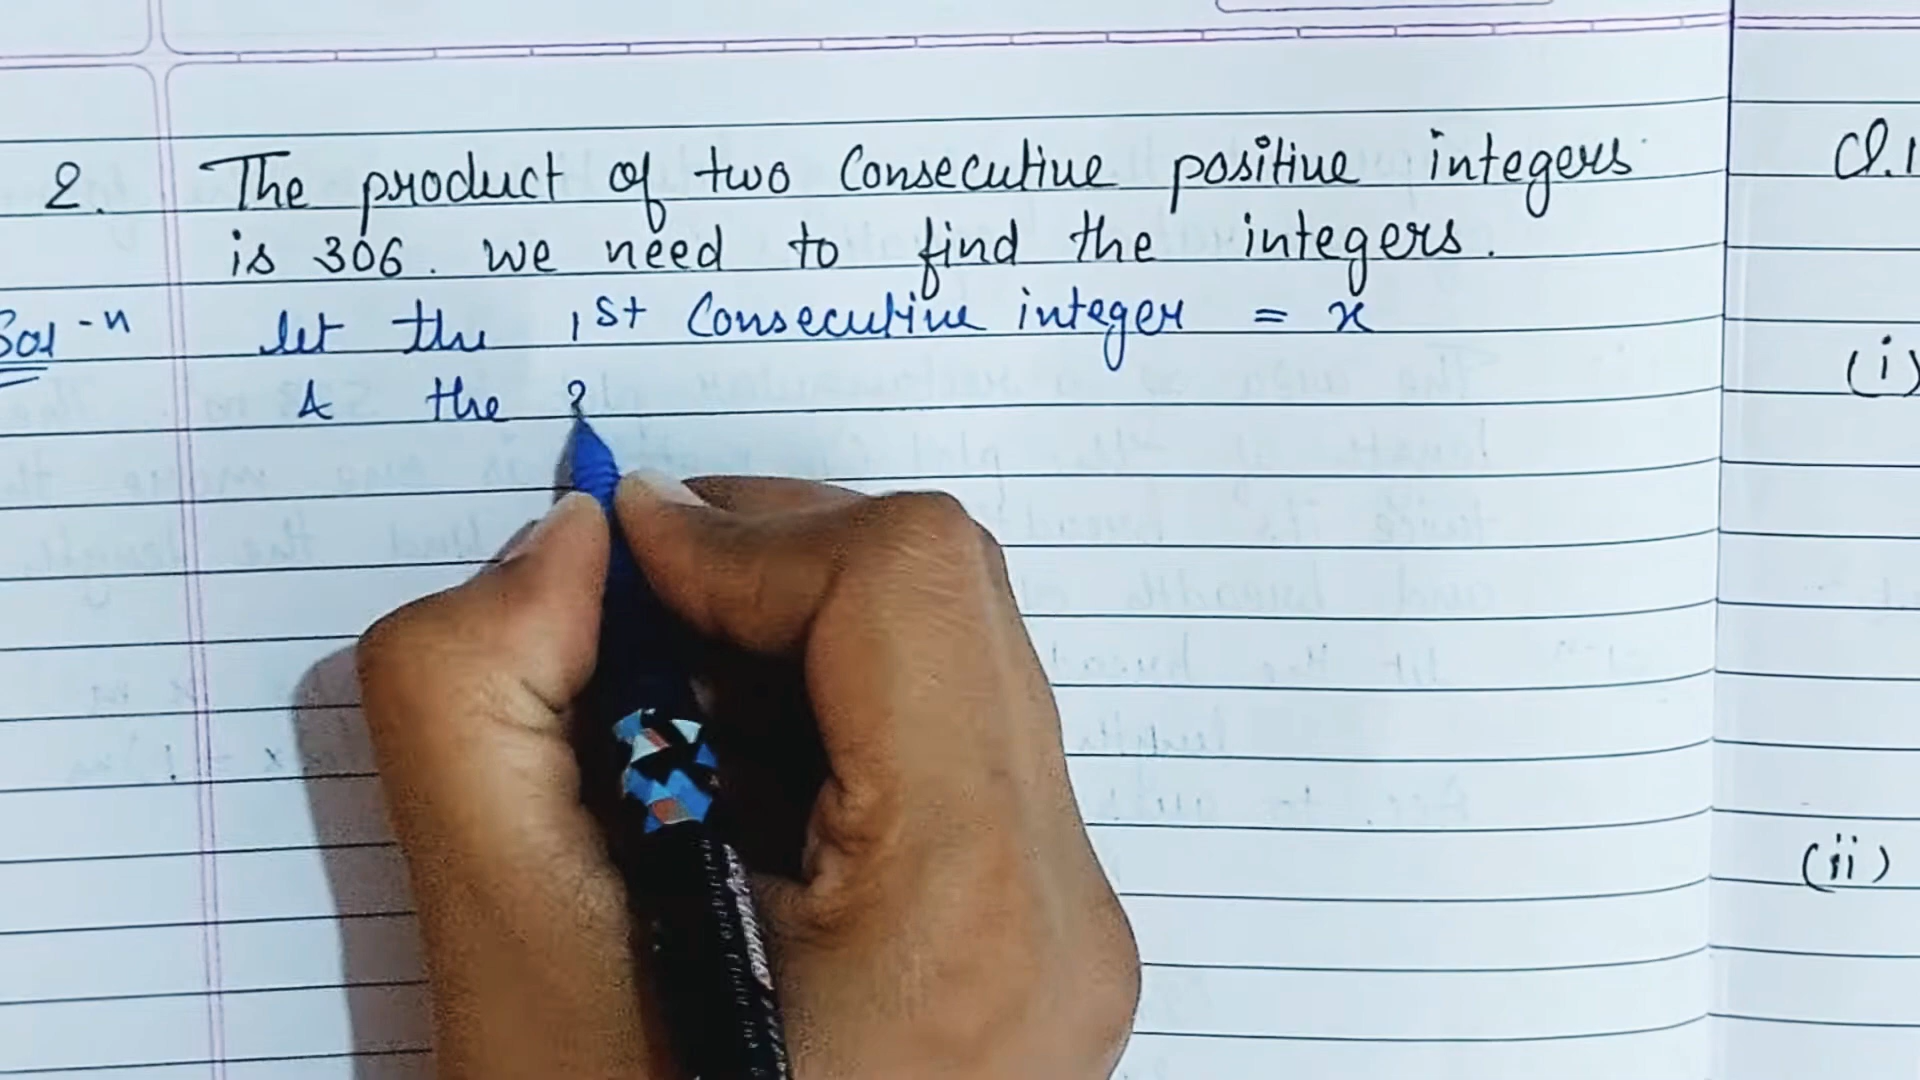 2. The product of two consecutive positive integers
is 306. we need to find the integers.
Sol-n let the 1st consecutive integer = x
& the 2
(i)
(ii)